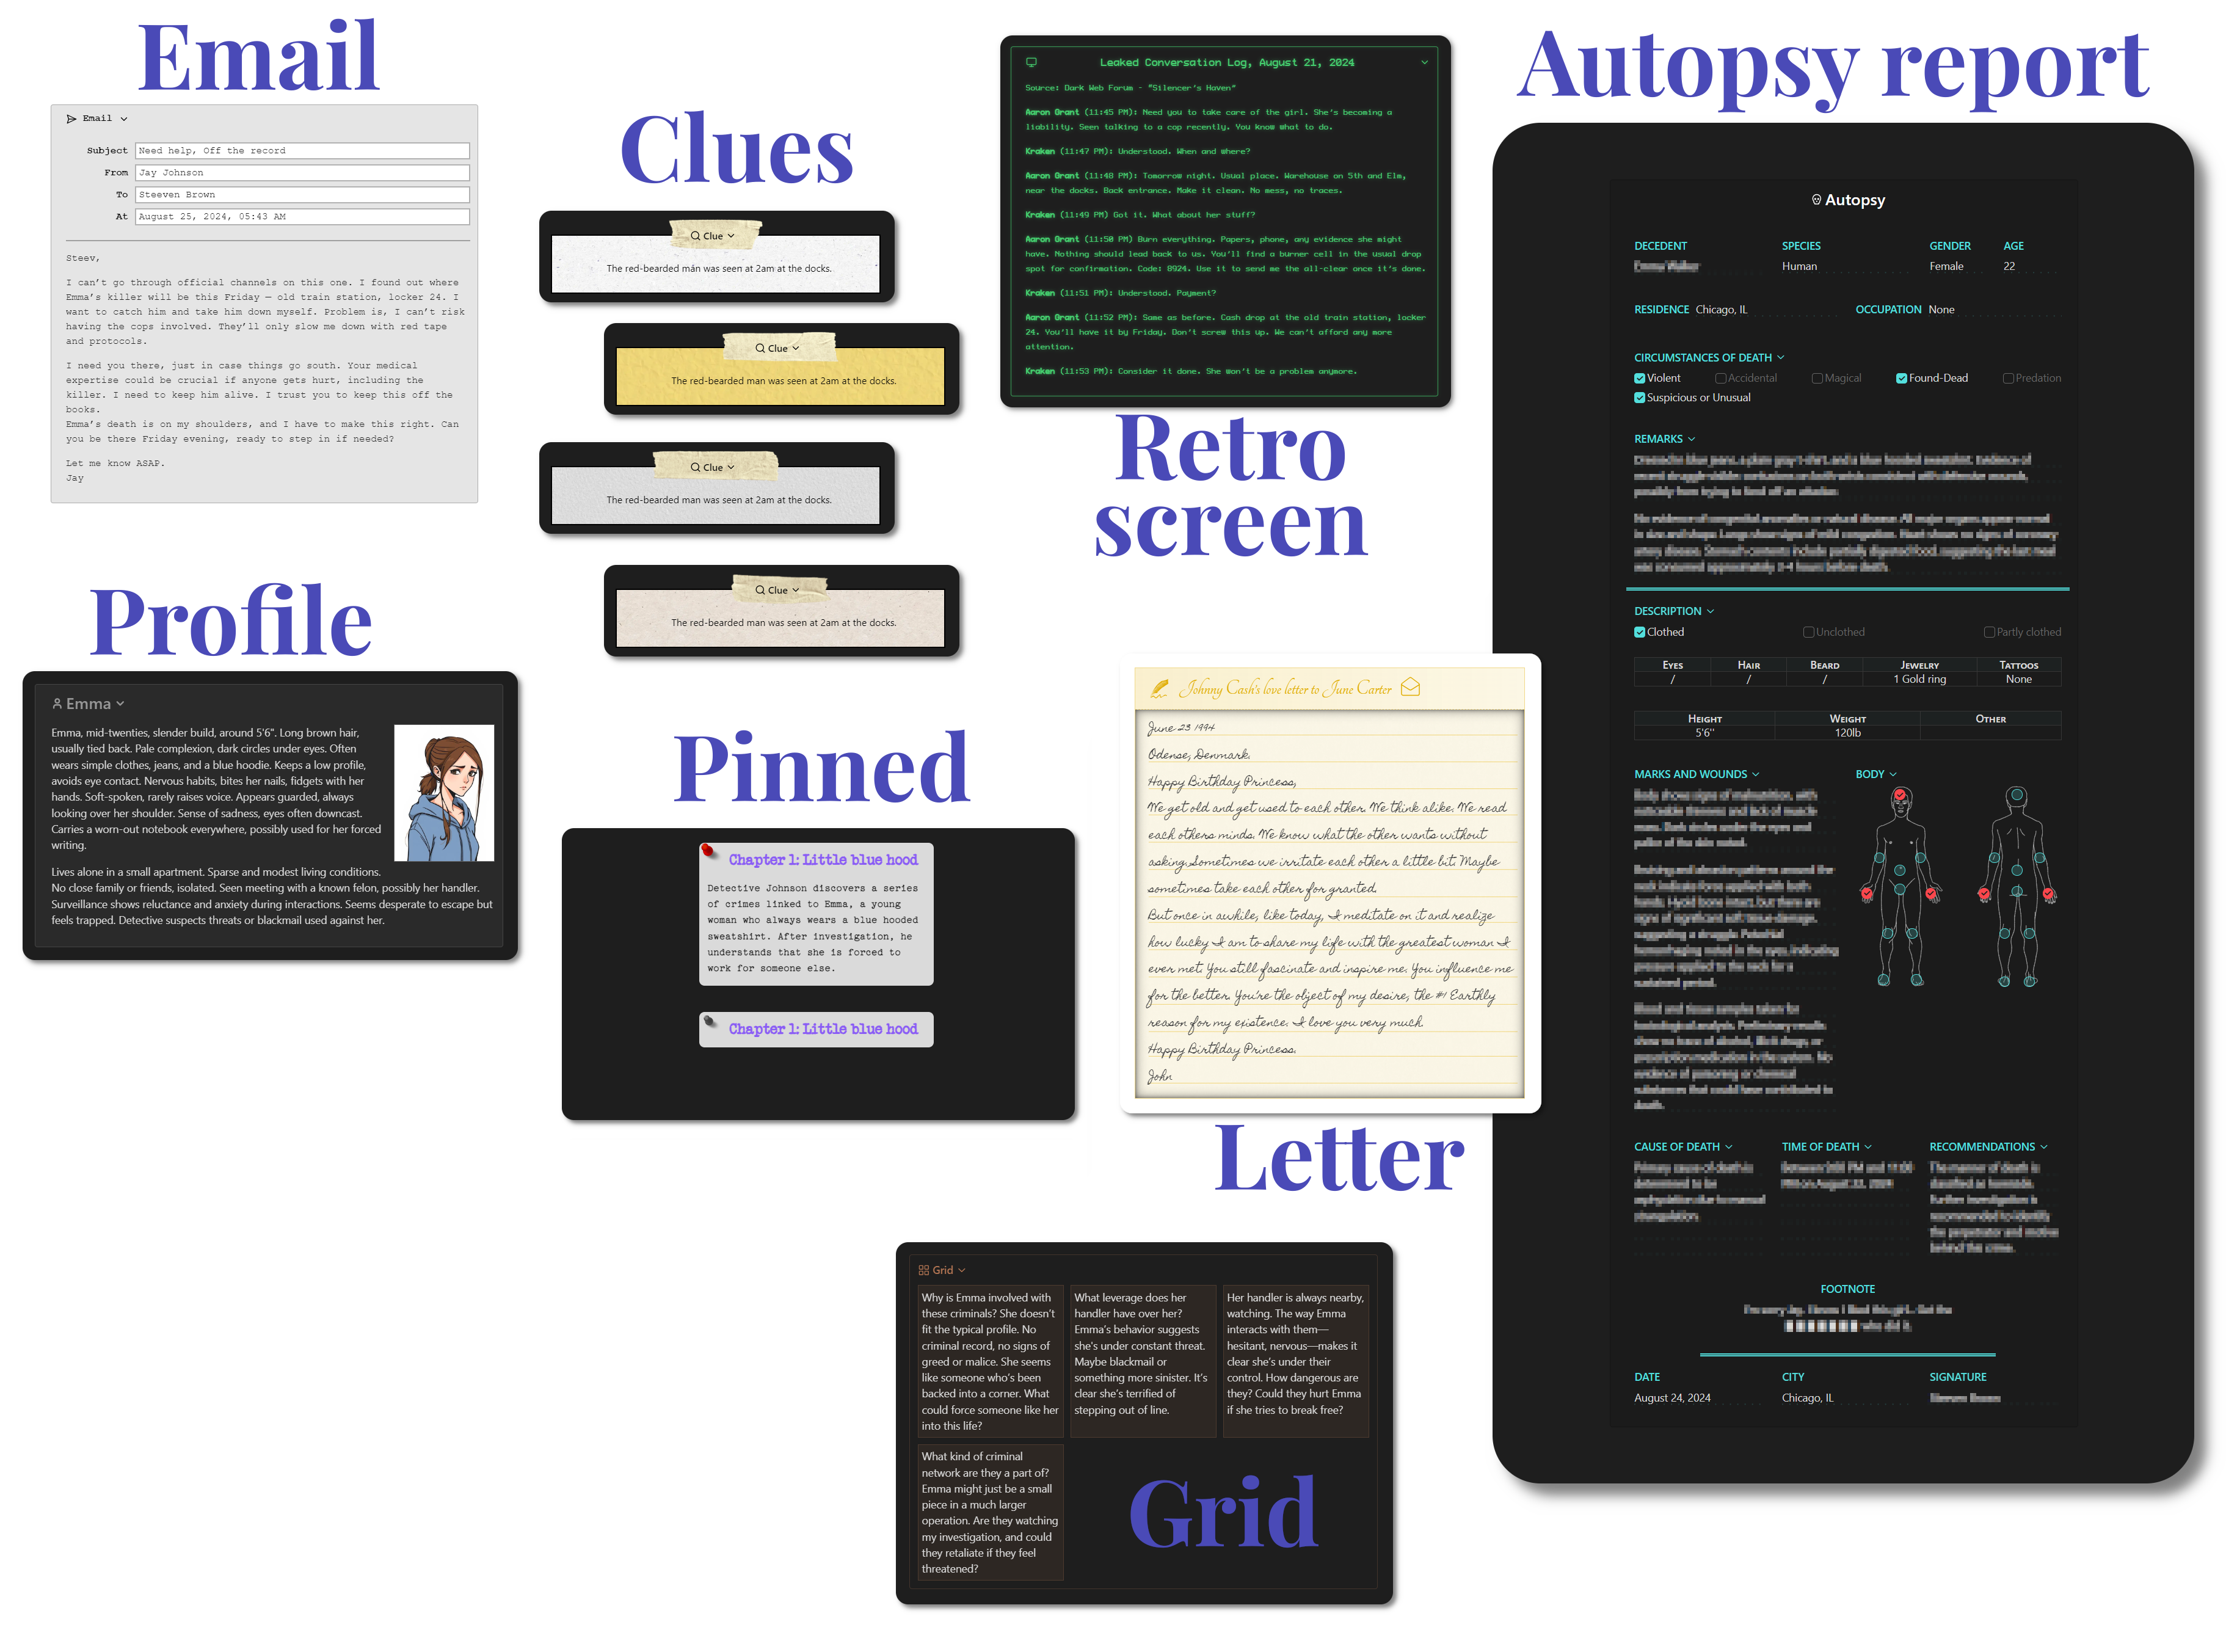 Email
Email
Subject Need help, Off the record
From Jay Johnson
To Steeven Brown
At August 25, 2024, 05:43 AM
Steev,
I can't go through official channels on this one. I found out where
Emma's killer will be this Friday — old train station, locker 24. I
want to catch him and take him down myself. Problem is, I can't risk
having the cops involved. They'll only slow me down with red tape
and protocols.
I need you there, just in case things go south. Your medical
expertise could be crucial if anyone gets hurt, including the
killer. I need to keep him alive. I trust you to keep this off the
books.
Emma's death is on my shoulders, and I have to make this right. Can
you be there Friday evening, ready to step in if needed?
Let me know ASAP.
Jay
Profile
Emma
Emma, mid-twenties, slender build, around 5'6". Long brown hair,
usually tied back. Pale complexion, dark circles under eyes. Often
wears simple clothes, jeans, and a blue hoodie. Keeps a low profile,
avoids eye contact. Nervous habits, bites her nails, fidgets with her
hands. Soft-spoken, rarely raises voice. Appears guarded, always
looking over her shoulder. Sense of sadness, eyes often downcast.
Carries a worn-out notebook everywhere, possibly used for her forced
writing.
Lives alone in a small apartment. Sparse and modest living conditions.
No close family or friends, isolated. Seen meeting with a known felon, possibly her handler.
Surveillance shows reluctance and anxiety during interactions. Seems desperate to escape but
feels trapped. Detective suspects threats or blackmail used against her.
Clues
Clue
The red-bearded man was seen at 2am at the docks.
Clue
The red-bearded man was seen at 2am at the docks.
Clue
The red-bearded man was seen at 2am at the docks.
Clue
The red-bearded man was seen at 2am at the docks.
Pinned
Chapter 1: Little blue hood
Detective Johnson discovers a series
of crimes linked to Emma, a young
woman who always wears a blue hooded
sweatshirt. After investigation, he
understands that she is forced to
work for someone else.
Chapter 1: Little blue hood
Leaked Conversation Log, August 21, 2024
Source: Dark Web Forum - "Silencer's Haven"
Aaron Grant (11:45 PM): Need you to take care of the girl. She's becoming a
liability. Seen talking to a cop recently. You know what to do.
Kraken (11:47 PM): Understood. When and where?
Aaron Grant (11:48 PM): Tomorrow night. Usual place. Warehouse on 5th and Elm,
near the docks. Back entrance. Make it clean. No mess, no traces.
Kraken (11:49 PM) Got it. What about her stuff?
Aaron Grant (11:50 PM) Burn everything. Papers, phone, any evidence she might
have. Nothing should lead back to us. You'll find a burner cell in the usual drop
spot for confirmation. Code: 8924. Use it to send me the all-clear once it's done.
Kraken (11:51 PM): Understood. Payment?
Aaron Grant (11:52 PM): Same as before. Cash drop at the old train station, locker
24. You'll have it by Friday. Don't screw this up. We can't afford any more
attention.
Kraken (11:53 PM): Consider it done. She won't be a problem anymore.
Retro
screen
Johnny Cash's love letter to June Carter
June 23 1994
Odense, Denmark.
Happy Birthday Princess,
We get old and get used to each other. We think alike. We read
each others minds. We know what the other wants without
asking. Sometimes we irritate each other a little bit. Maybe
sometimes take each other for granted.
But once in awhile, like today, I meditate on it and realize
how lucky I am to share my life with the greatest woman I
ever met. You still fascinate and inspire me. You influence me
for the better. You're the object of my desire, the #1 Earthly
reason for my existence. I love you very much.
Happy Birthday Princess.
John
Letter
Grid
Why is Emma involved with
these criminals? She doesn't
fit the typical profile. No
criminal record, no signs of
greed or malice. She seems
like someone who's been
backed into a corner. What
could force someone like her
into this life?
What leverage does her
handler have over her?
Emma's behavior suggests
she's under constant threat.
Maybe blackmail or
something more sinister. It's
clear she's terrified of
stepping out of line.
Her handler is always nearby,
watching. The way Emma
interacts with them—
hesitant, nervous—makes it
clear she's under their
control. How dangerous are
they? Could they hurt Emma
if she tries to break free?
What kind of criminal
network are they a part of?
Emma might just be a small
piece in a much larger
operation. Are they watching
my investigation, and could
they retaliate if they feel
threatened?
Grid
Autopsy report
Autopsy
DECEDENT SPECIES GENDER AGE
Human Female 22
RESIDENCE Chicago, IL OCCUPATION None
CIRCUMSTANCES OF DEATH
Violent Accidental Magical Found-Dead Predation
Suspicious or Unusual
REMARKS
DESCRIPTION
Clothed Unclothed Partly clothed
EYES HAIR BEARD JEWELRY TATTOOS
/ / / 1 Gold ring None
HEIGHT WEIGHT OTHER
5'6'' 120lb
MARKS AND WOUNDS BODY
CAUSE OF DEATH TIME OF DEATH RECOMMENDATIONS
FOOTNOTE
DATE CITY SIGNATURE
August 24, 2024 Chicago, IL